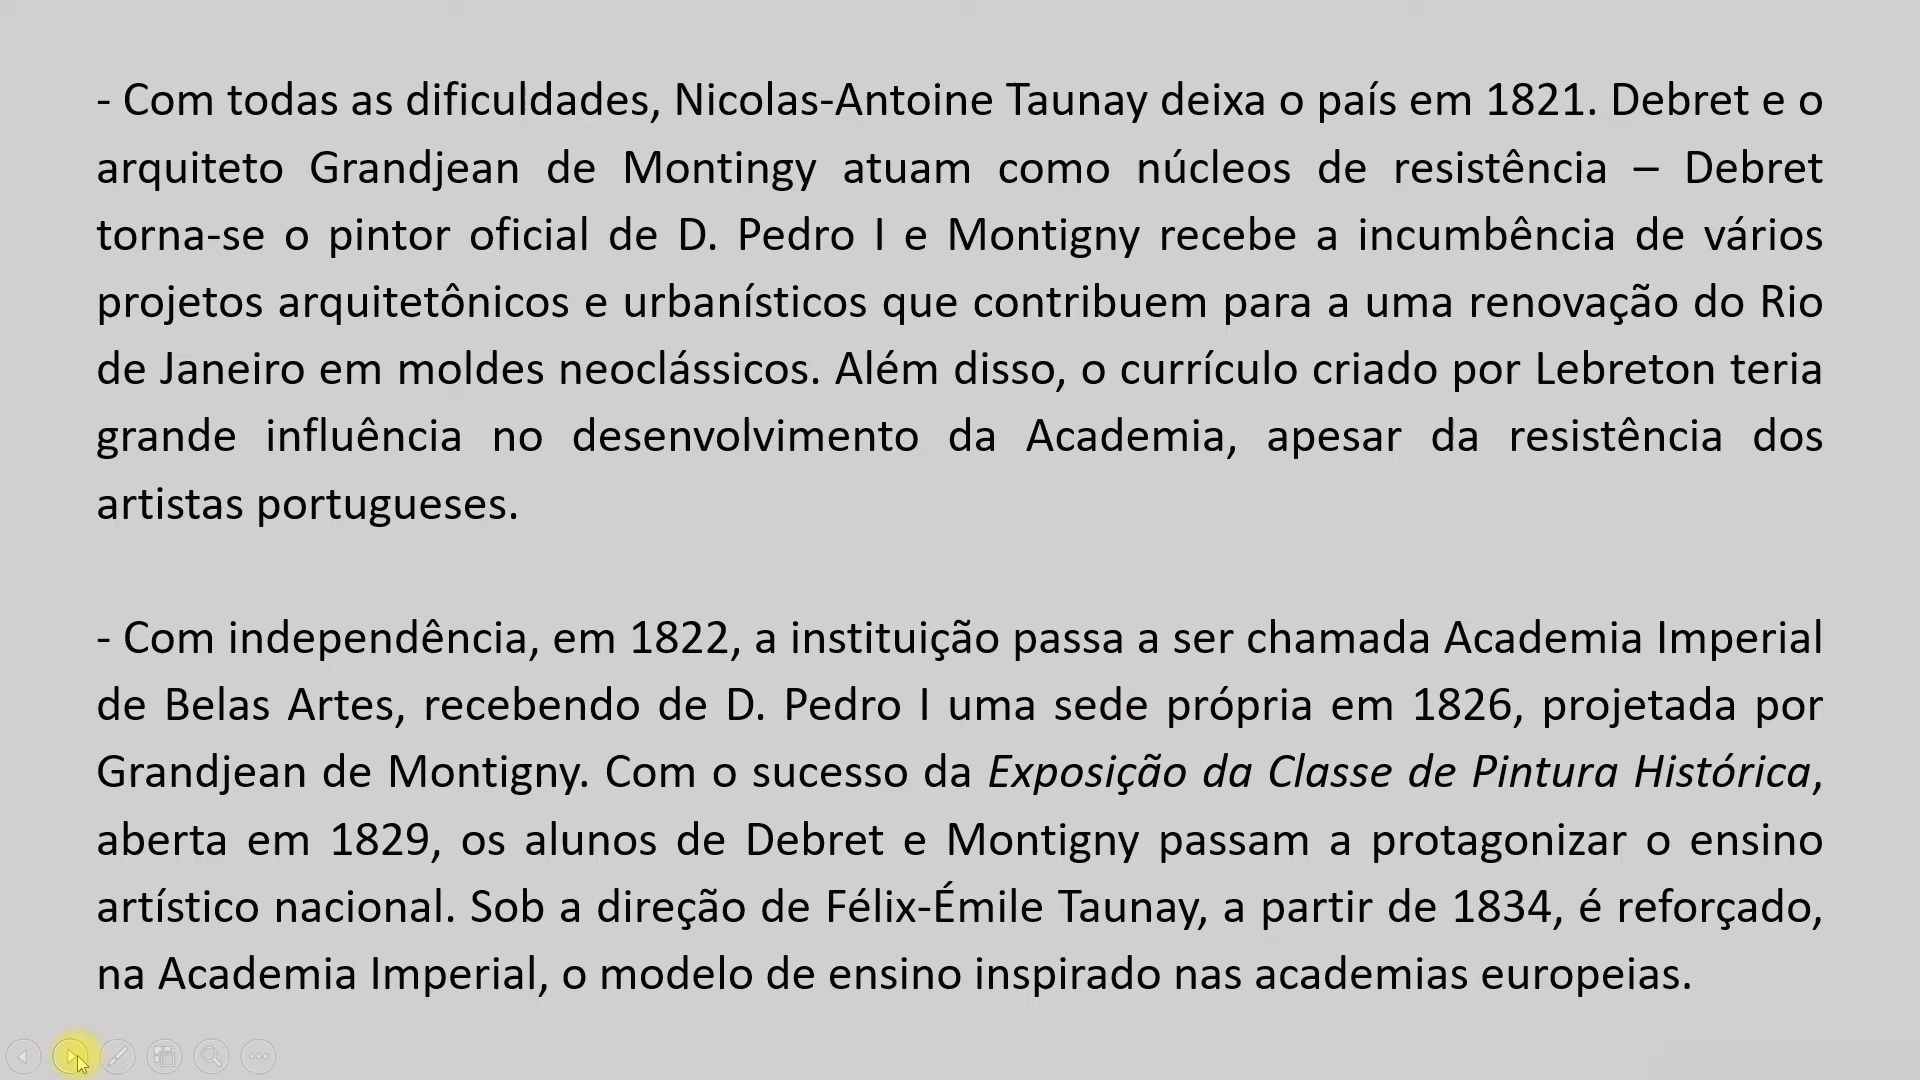 - Com todas as dificuldades, Nicolas-Antoine Taunay deixa o país em 1821. Debret e o
arquiteto Grandjean de Montingy atuam como núcleos de resistência – Debret
torna-se o pintor oficial de D. Pedro I e Montigny recebe a incumbência de vários
projetos arquitetônicos e urbanísticos que contribuem para a uma renovação do Rio
de Janeiro em moldes neoclássicos. Além disso, o currículo criado por Lebreton teria
grande influência no desenvolvimento da Academia, apesar da resistência dos
artistas portugueses.
- Com independência, em 1822, a instituição passa a ser chamada Academia Imperial
de Belas Artes, recebendo de D. Pedro I uma sede própria em 1826, projetada por
Grandjean de Montigny. Com o sucesso da Exposição da Classe de Pintura Histórica,
aberta em 1829, os alunos de Debret e Montigny passam a protagonizar o ensino
artístico nacional. Sob a direção de Félix-Émile Taunay, a partir de 1834, é reforçado,
na Academia Imperial, o modelo de ensino inspirado nas academias europeias.